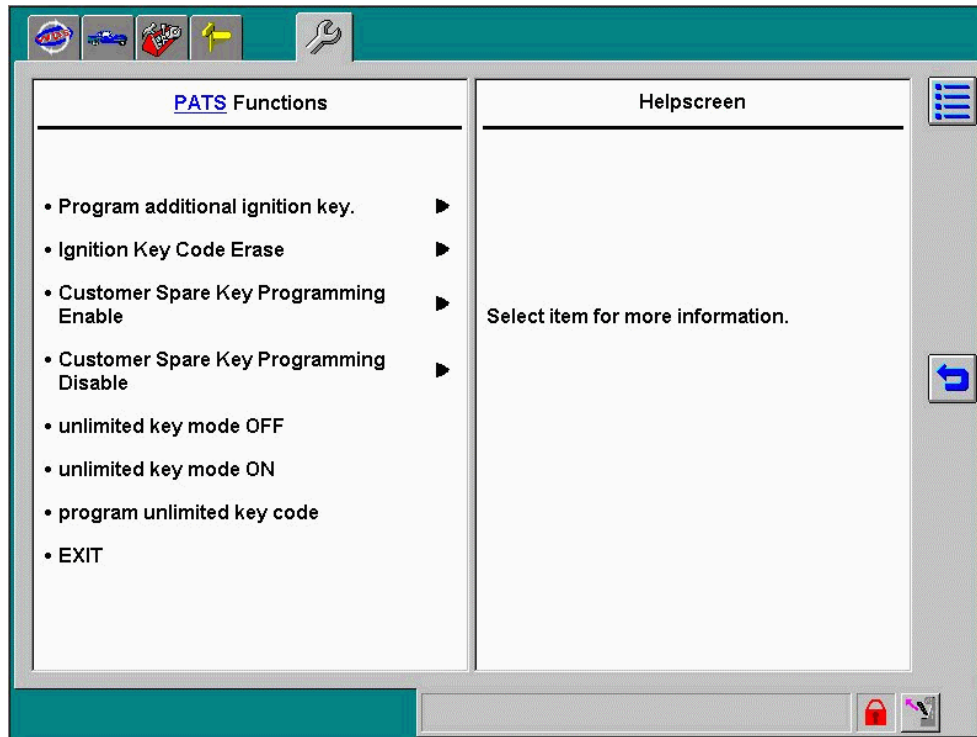 PATS Functions
Helpscreen
• Program additional ignition key.
• Ignition Key Code Erase
• Customer Spare Key Programming
Enable
• Customer Spare Key Programming
Disable
• unlimited key mode OFF
• unlimited key mode ON
• program unlimited key code
• EXIT
Select item for more information.